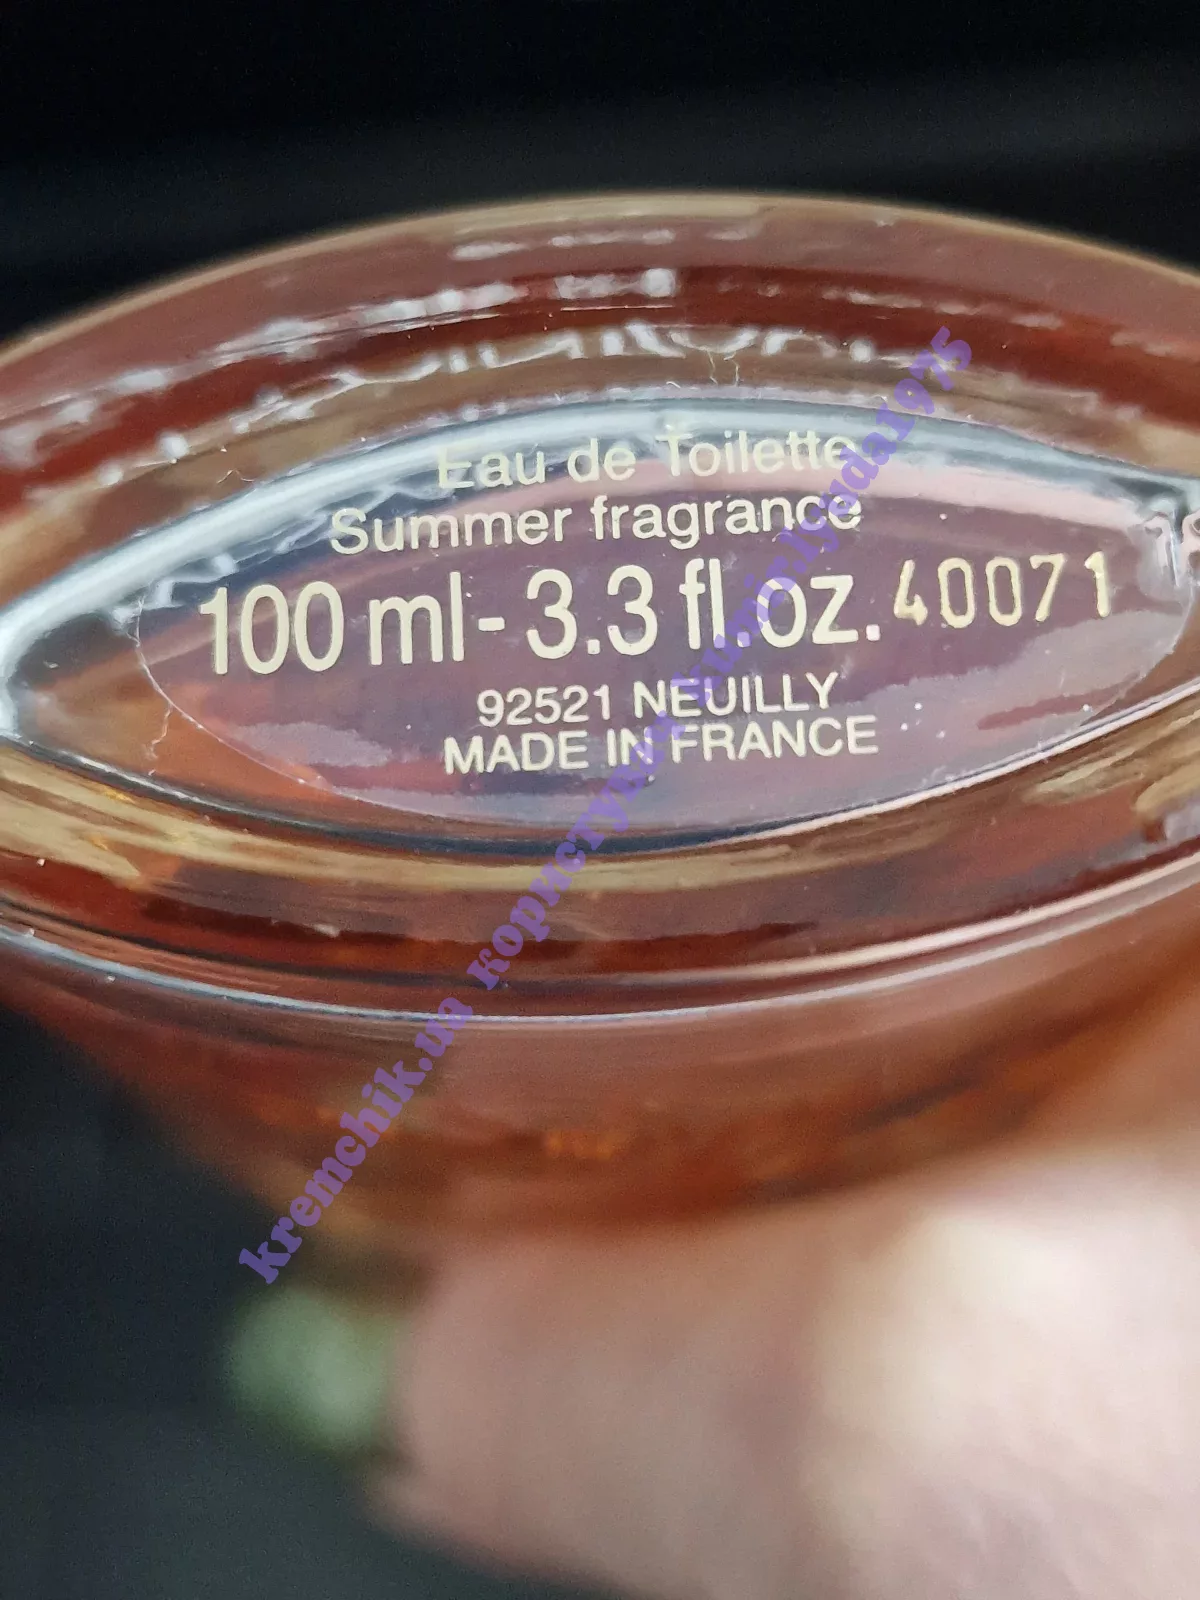 Eau de Toilette
Summer fragrance
100 ml - 3.3 fl.oz. 40071
92521 NEUILLY
MADE IN FRANCE
kremchik.ua користувач